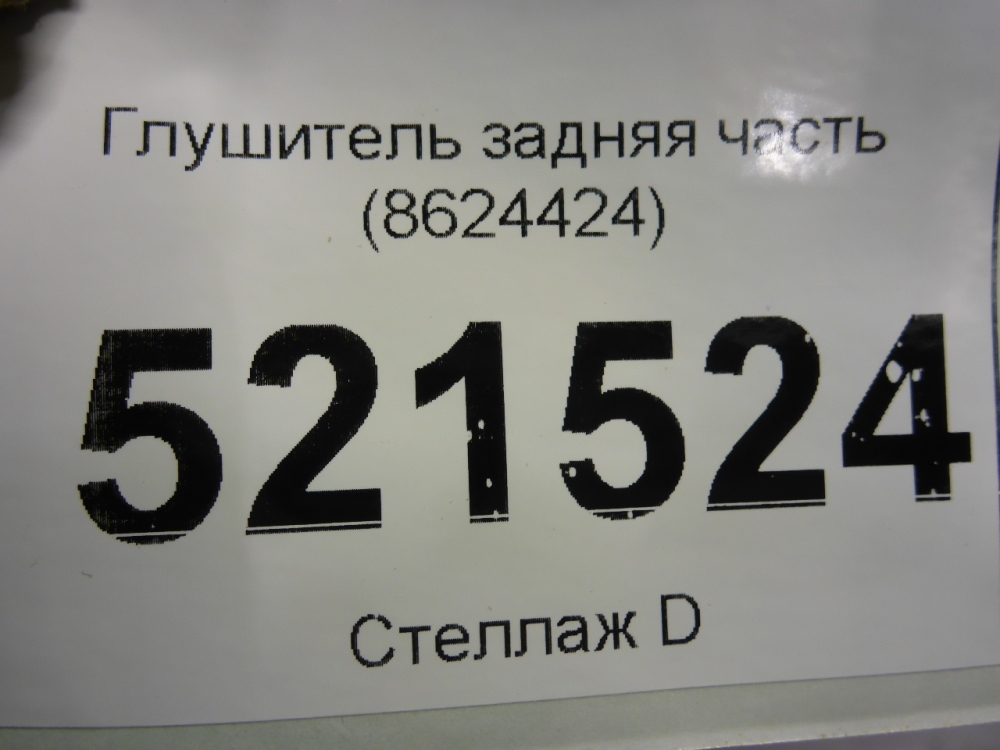 Глушитель задняя часть
(8624424)
521524
Стеллаж D